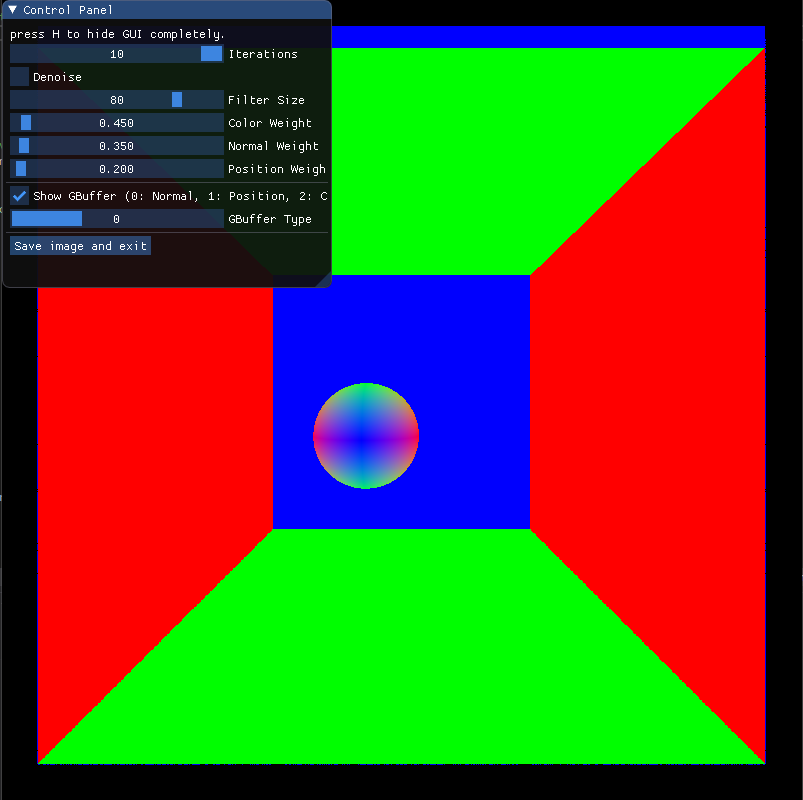 Control Panel
press H to hide GUI completely.
10 Iterations
Denoise
80 Filter Size
0.450 Color Weight
0.350 Normal Weight
0.200 Position Weigh
Show GBuffer (0: Normal, 1: Position, 2: C
0 GBuffer Type
Save image and exit